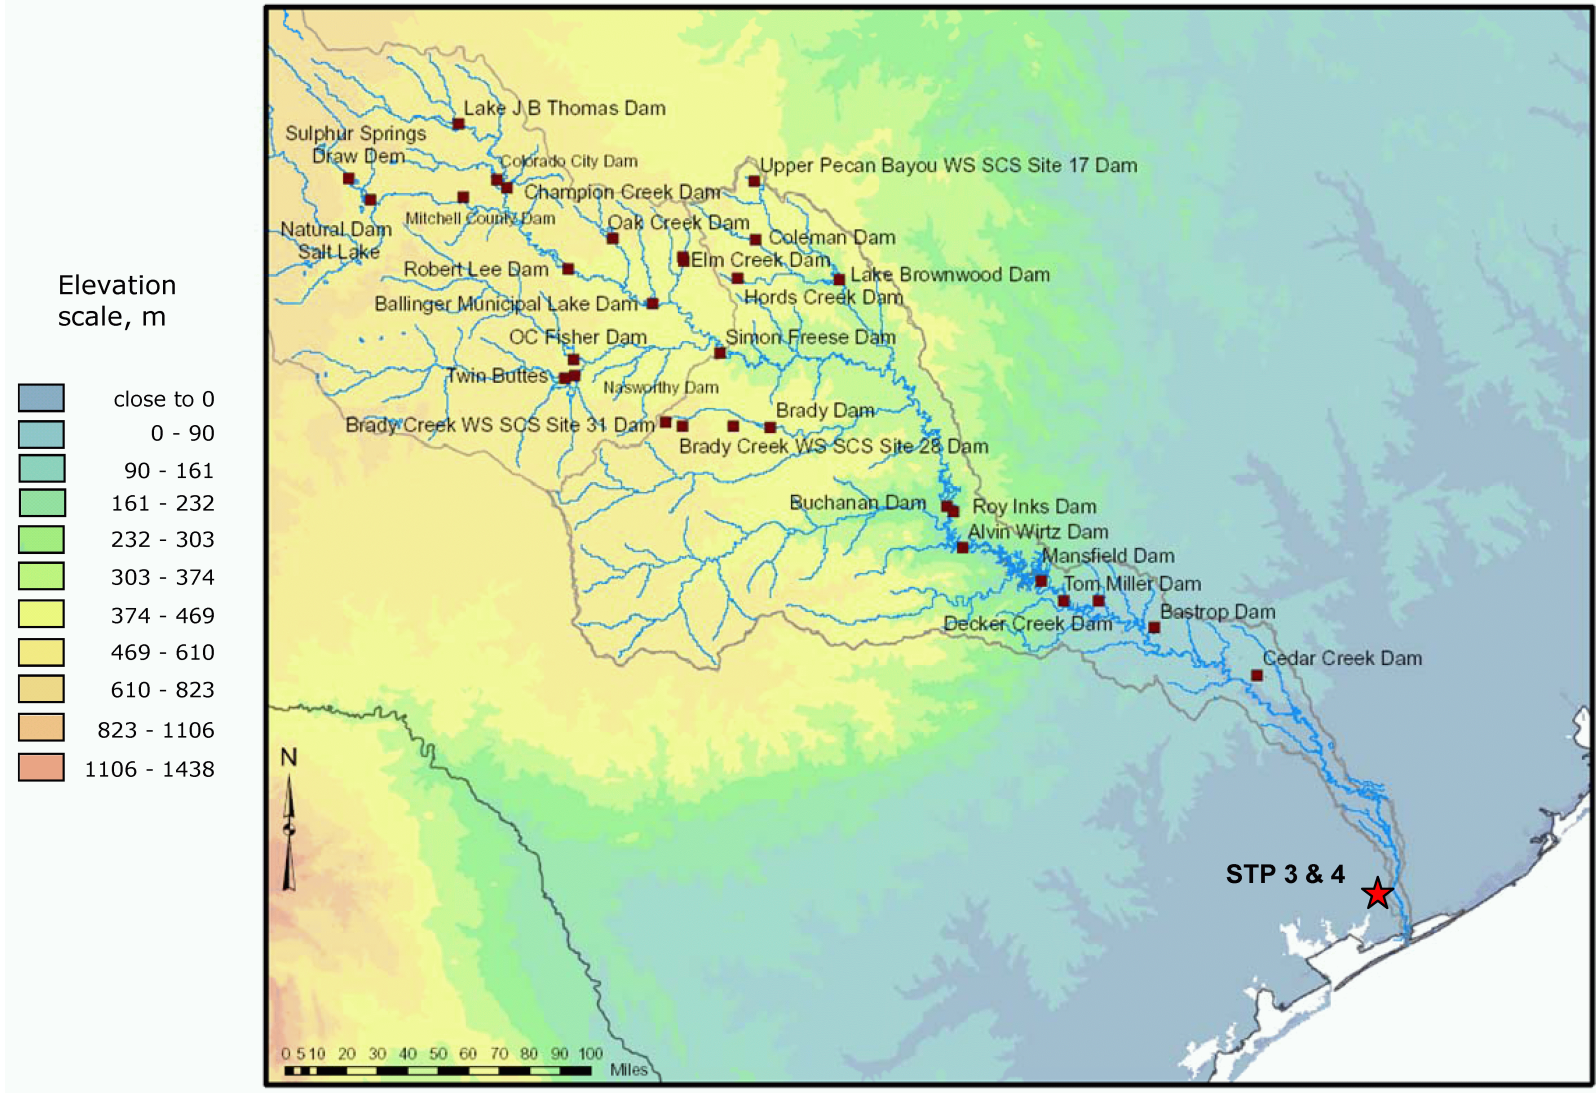 Elevation
scale, m
close to 0
0 - 90
90 - 161
161 - 232
232 - 303
303 - 374
374 - 469
469 - 610
610 - 823
823 - 1106
1106 - 1438
Lake J B Thomas Dam
Sulphur Springs
Draw Dem
Colorado City Dam
Upper Pecan Bayou WS SCS Site 17 Dam
Champion Creek Dam
Mitchell County Dam
Natural Dam
Salt Lake
Oak Creek Dam
Coleman Dam
Elm Creek Dam
Robert Lee Dam
Lake Brownwood Dam
Hords Creek Dam
Ballinger Municipal Lake Dam
OC Fisher Dam
Simon Freese Dam
Twin Buttes
Nasworthy Dam
Brady Dam
Brady Creek WS SCS Site 31 Dam
Brady Creek WS SCS Site 28 Dam
Buchanan Dam
Roy Inks Dam
Alvin Wirtz Dam
Mansfield Dam
Tom Miller Dam
Decker Creek Dam
Bastrop Dam
Cedar Creek Dam
STP 3 & 4
N
0 5 10 20 30 40 50 60 70 80 90 100
Miles